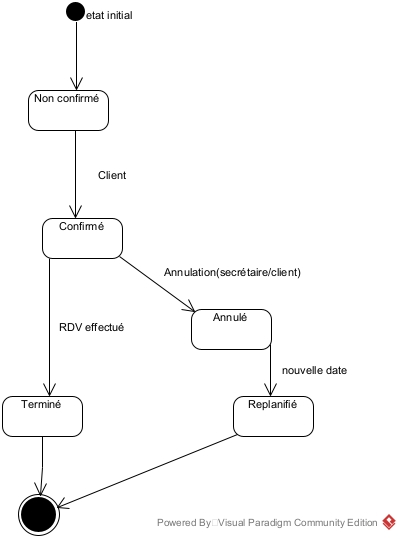 etat initial
Non confirmé
Client
Confirmé
Annulation(secrétaire/client)
Annulé
RDV effectué
nouvelle date
Terminé
Replanifié
Powered By Visual Paradigm Community Edition